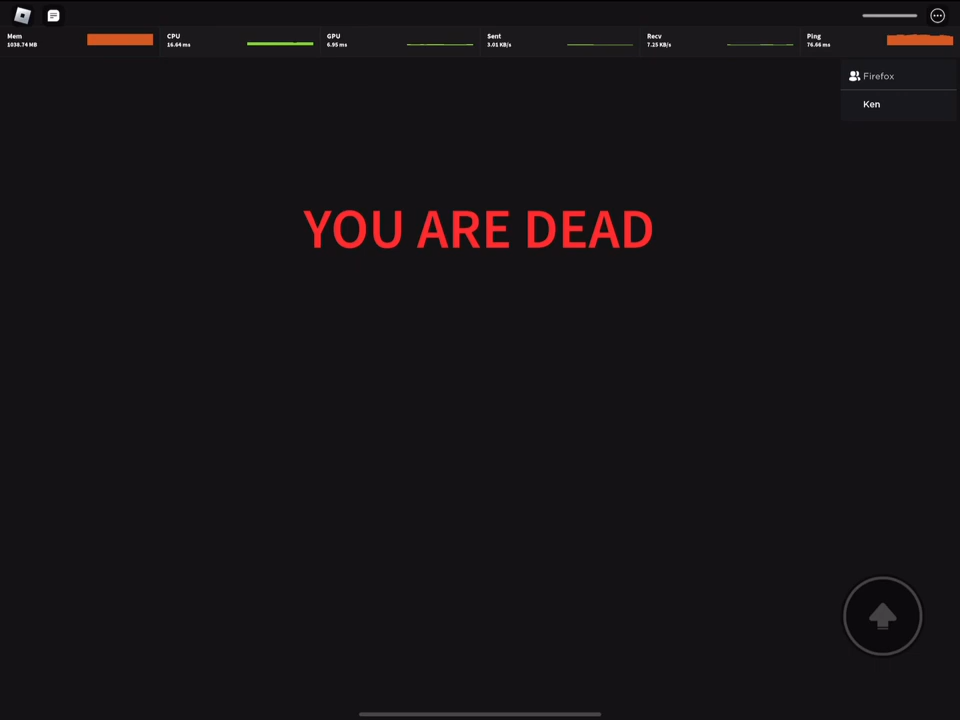 Mem
1038.74 MB
CPU
16.64 ms
GPU
6.95 ms
Sent
3.01 KB/s
Recv
7.25 KB/s
Ping
76.66 ms
Firefox
Ken
YOU ARE DEAD